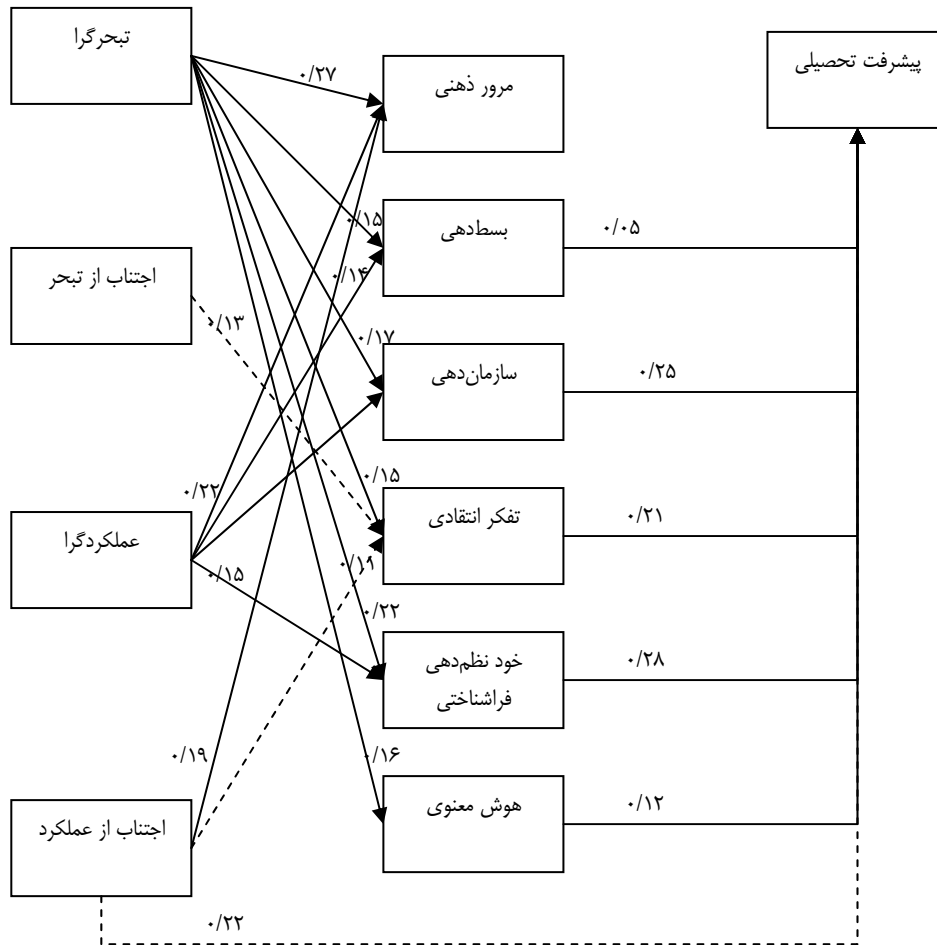 تبحرگرا
پیشرفت تحصیلی
مرور ذهنی
۰/۲۷
بسط‌دهی
۰/۱۵
۰/۰۵
اجتناب از تبحر
۰/۱۴
۰/۱۳
سازمان‌دهی
۰/۱۷
۰/۲۵
۰/۲۲
۰/۱۵
تفکر انتقادی
۰/۲۱
عملکردگرا
۰/۱۵
۰/۱۹
۰/۲۲
خود نظم‌دهی
فراشناختی
۰/۲۸
۰/۱۹
۰/۱۶
هوش معنوی
۰/۱۲
اجتناب از عملکرد
۰/۲۲